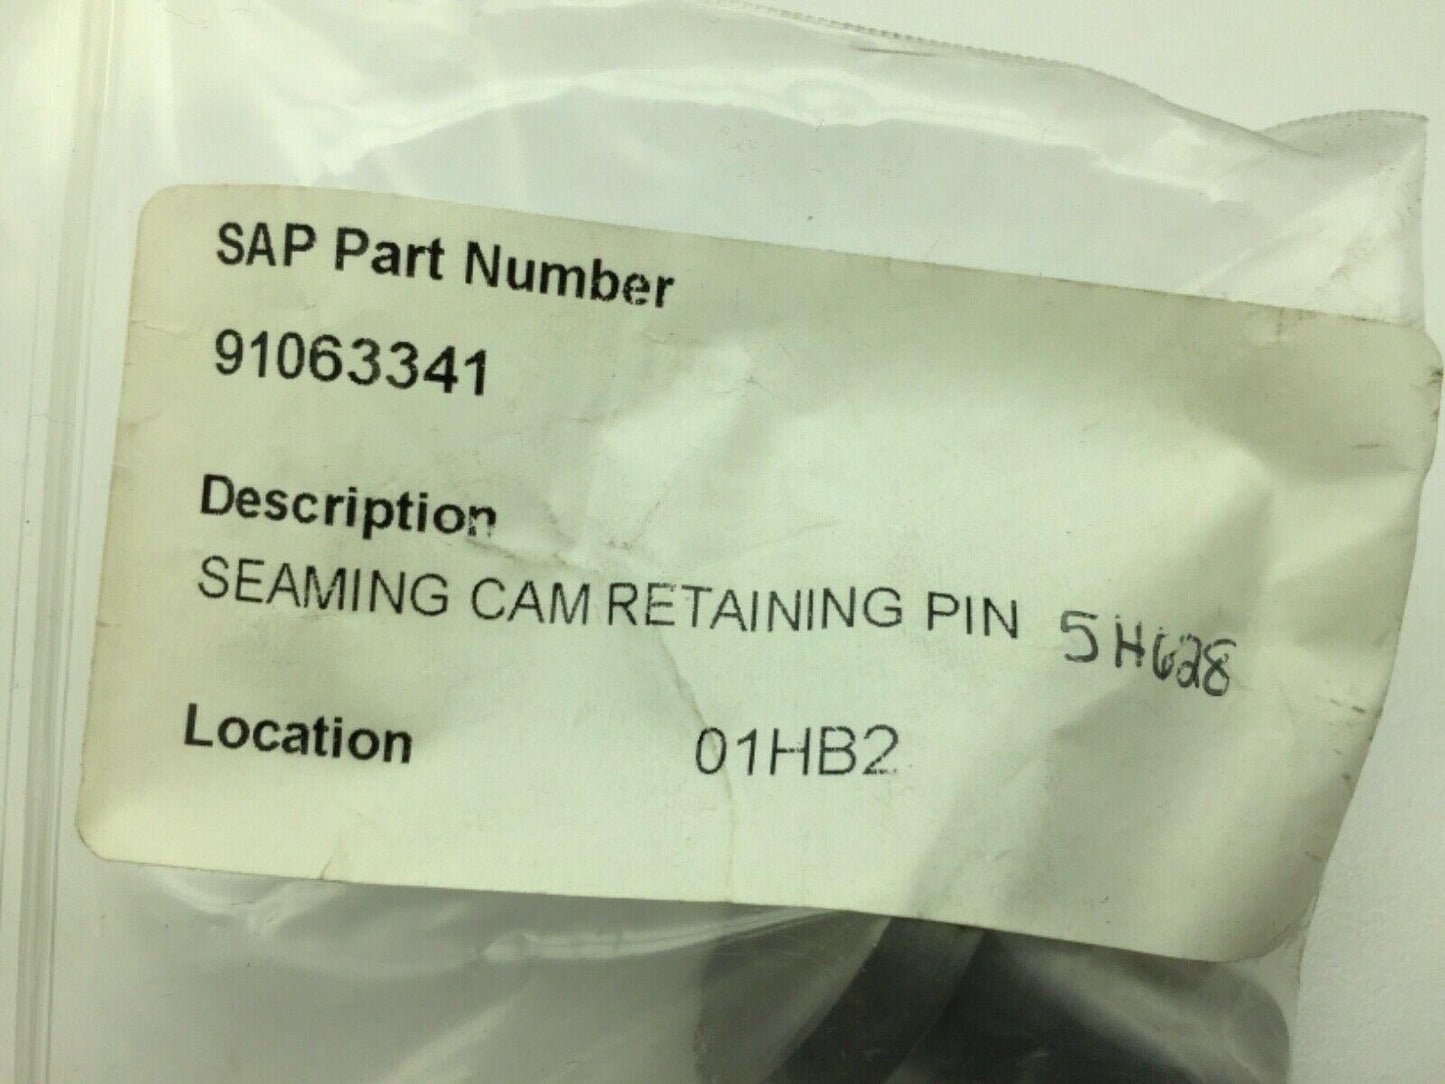 SAP Part Number
91063341
Description
SEAMING CAM RETAINING PIN 5H628
Location 01HB2